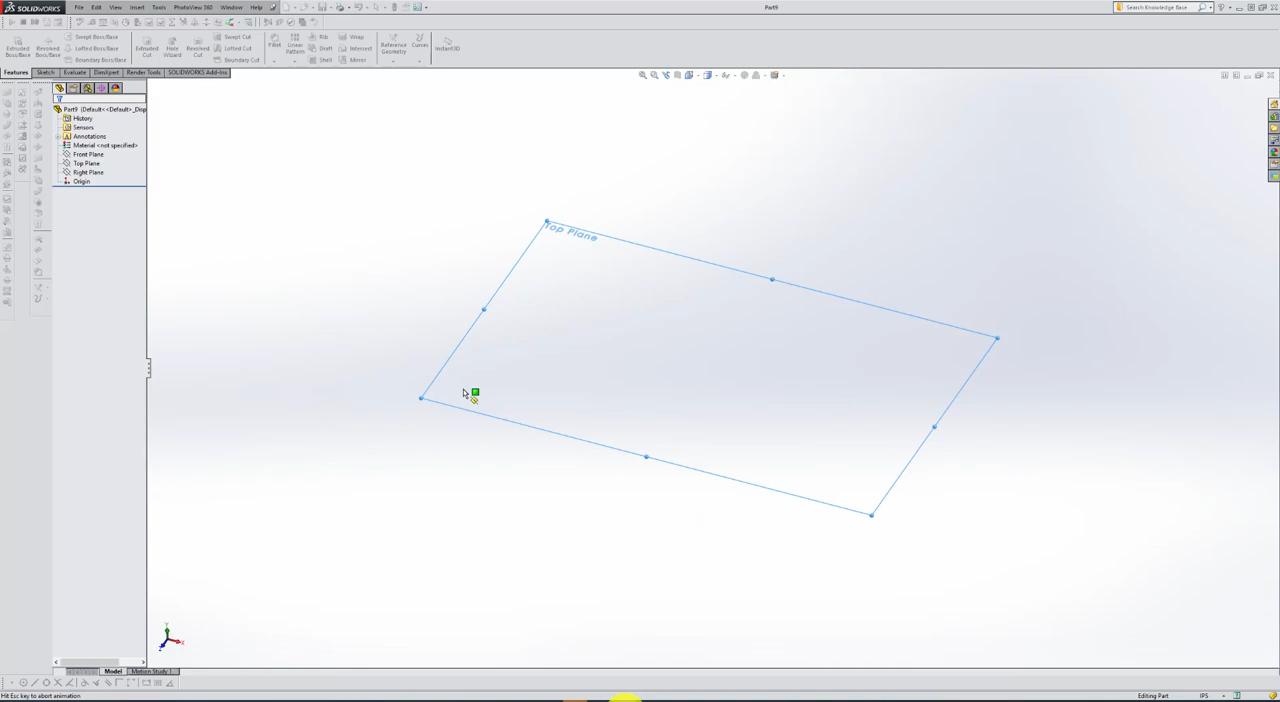 SOLIDWORKS File Edit View Insert Tools PhotoView 360 Window Help Part9 Search Knowledge Base
Extruded Boss/Base
Revolved Boss/Base
Swept Boss/Base
Lofted Boss/Base
Boundary Boss/Base
Extruded Cut
Hole Wizard
Revolved Cut
Swept Cut
Lofted Cut
Boundary Cut
Fillet
Linear Pattern
Rib
Draft
Shell
Wrap
Intersect
Mirror
Reference Geometry
Curves
Instant3D
Features Sketch Evaluate DimXpert Render Tools SOLIDWORKS Add-Ins
Part9 (Default<<Default>_Disp
History
Sensors
Annotations
Material <not specified>
Front Plane
Top Plane
Right Plane
Origin
Top Plane
Y
X
Z
Model Motion Study 1
Hit Esc key to abort animation Editing Part IPS